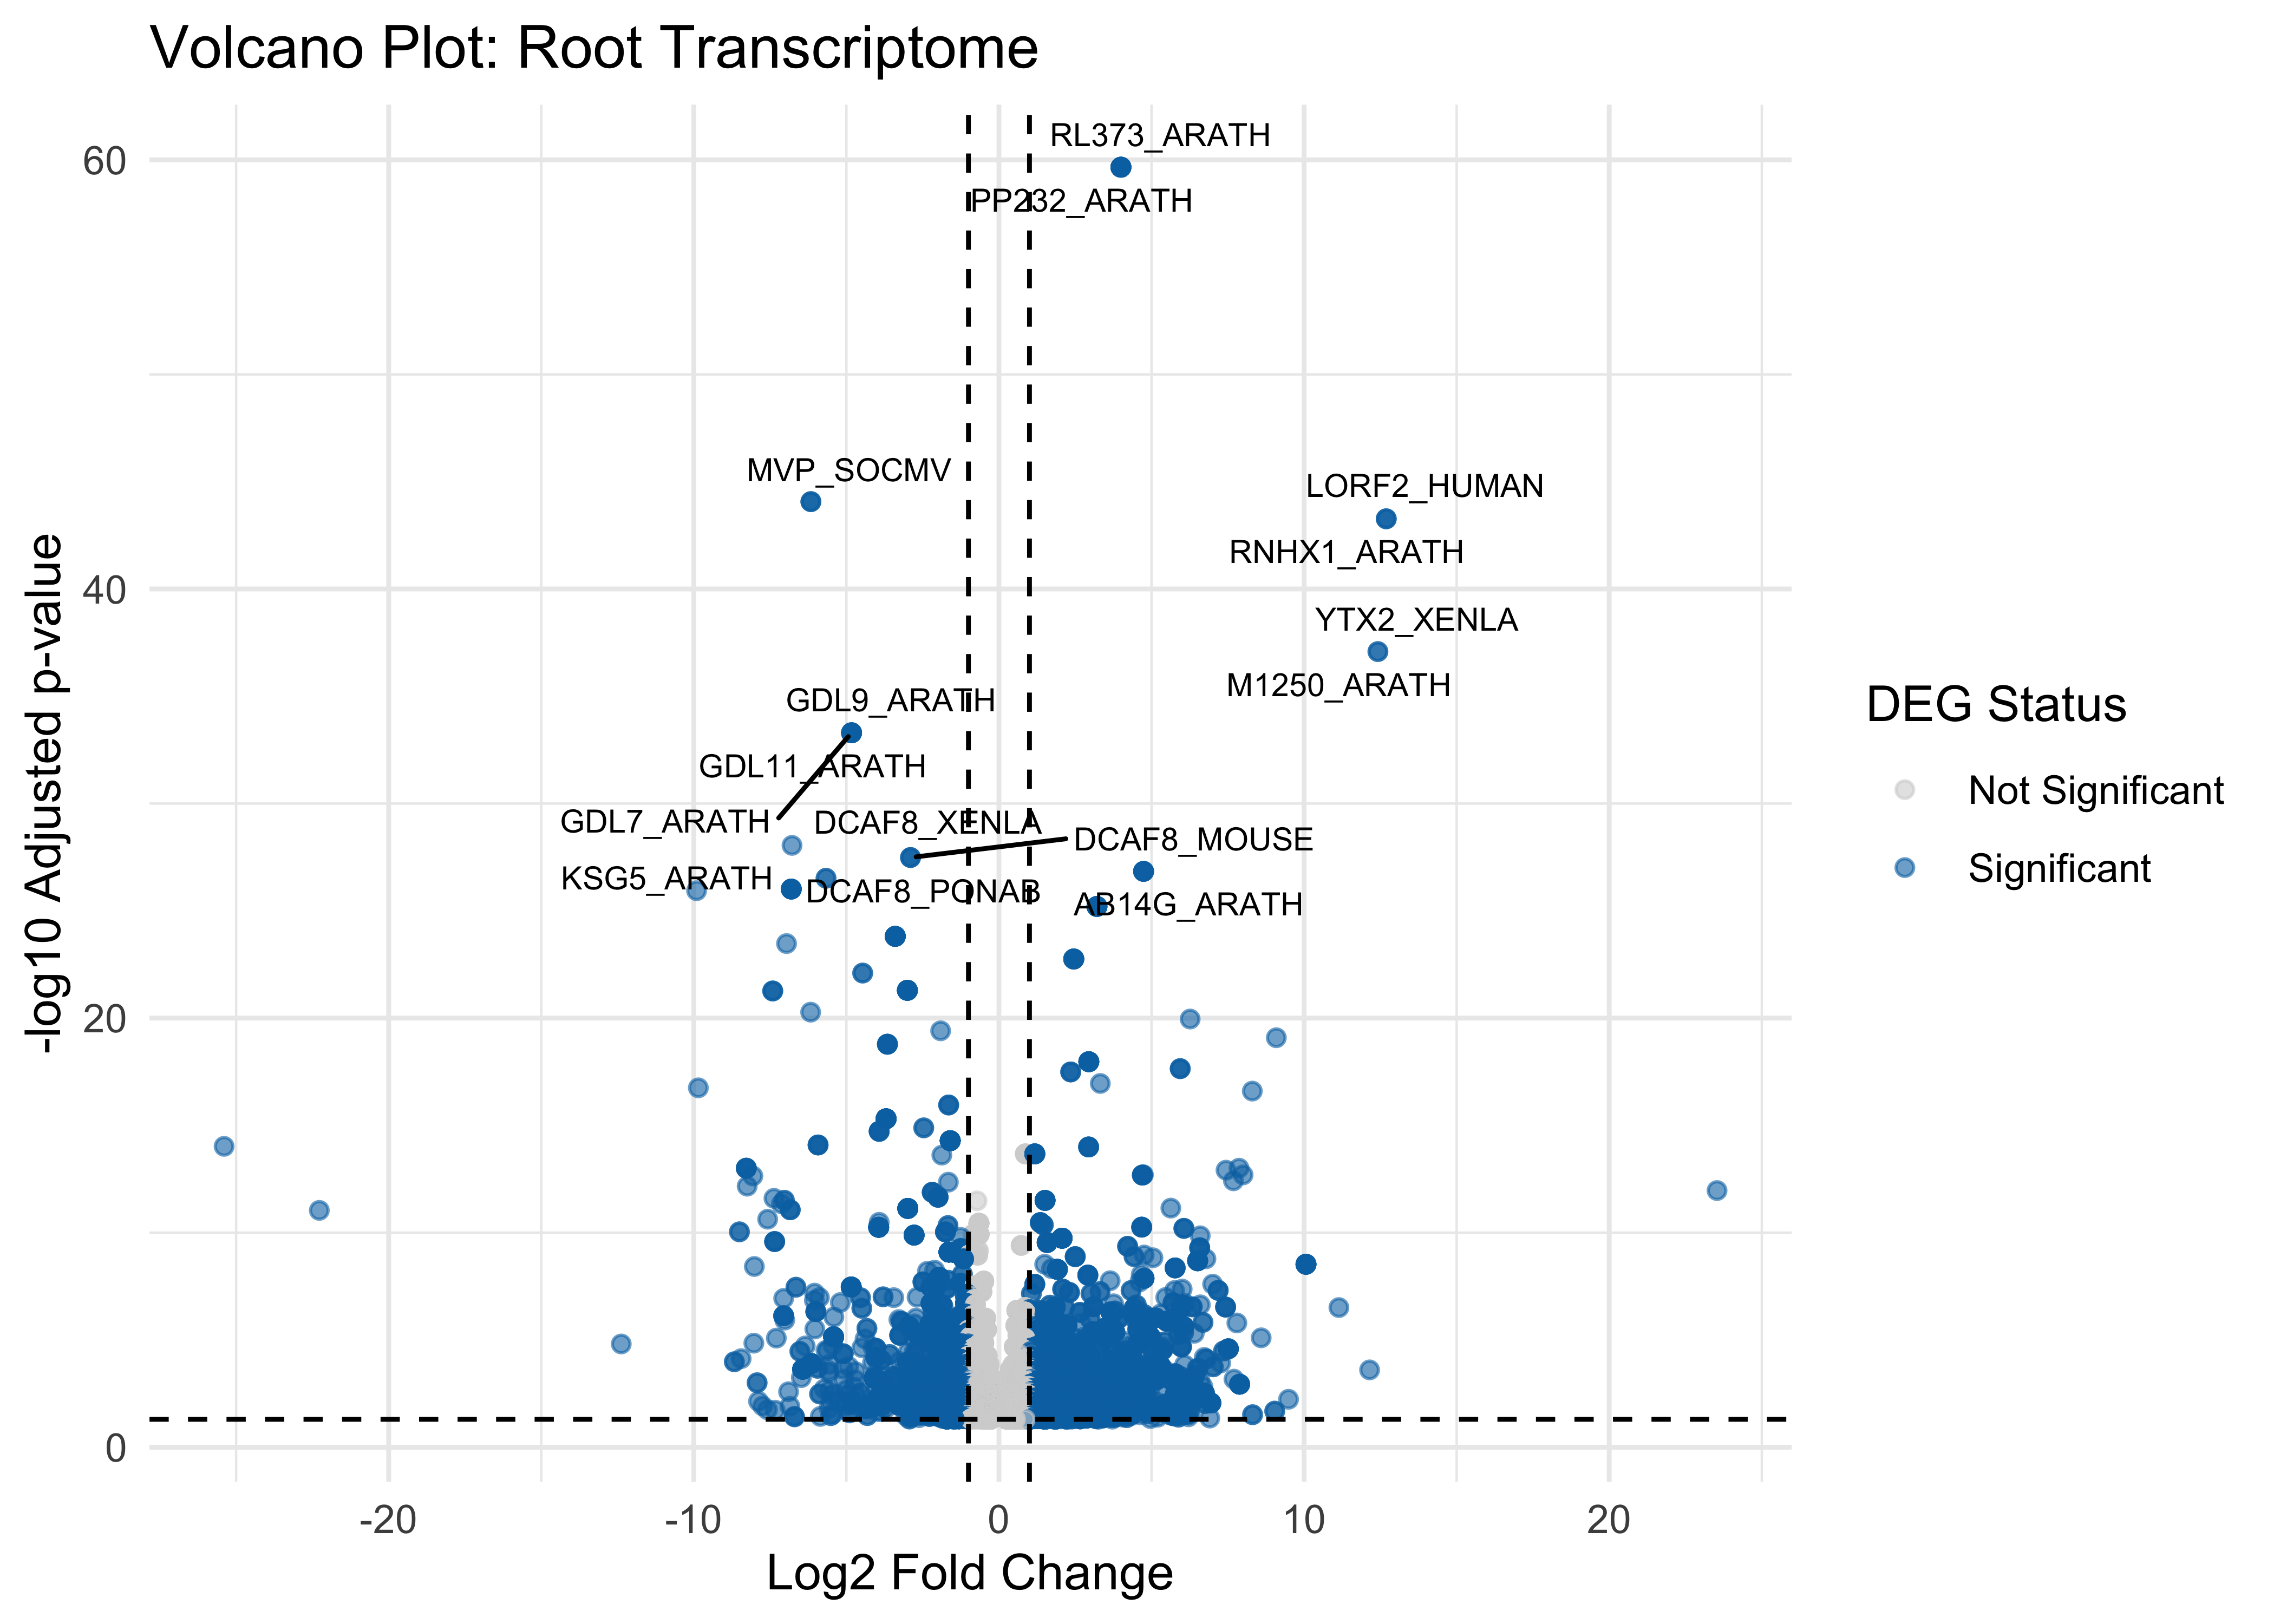 Volcano Plot: Root Transcriptome
RL373_ARATH
PP232_ARATH
MVP_SOCMV
LORF2_HUMAN
RNHX1_ARATH
YTX2_XENLA
M1250_ARATH
GDL9_ARATH
GDL11_ARATH
GDL7_ARATH
DCAF8_XENLA
DCAF8_MOUSE
KSG5_ARATH
DCAF8_PONAB
AB14G_ARATH
60
40
20
0
-log10 Adjusted p-value
-20
-10
0
10
20
Log2 Fold Change
DEG Status
Not Significant
Significant